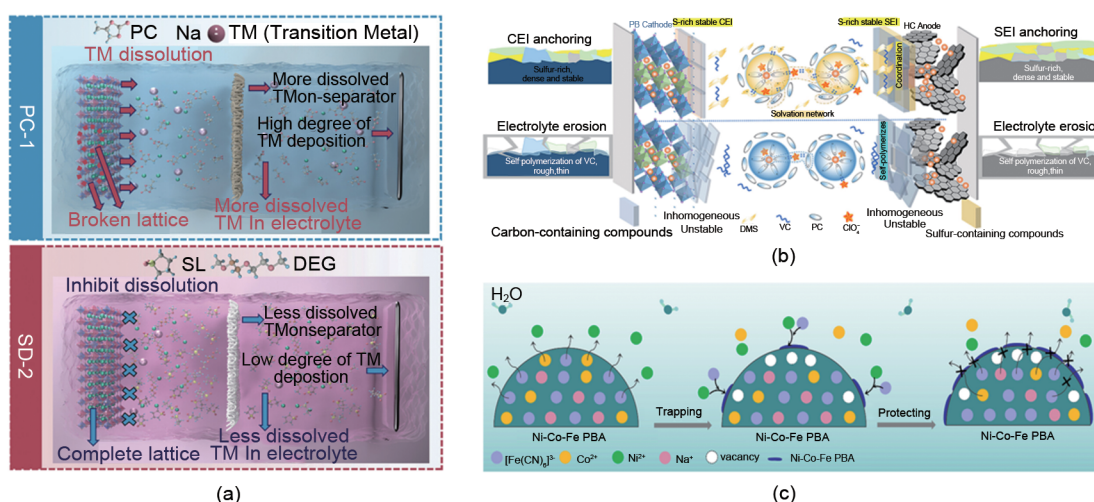 PC Na TM (Transition Metal)
PC-1
TM dissolution
More dissolved
TMon-separator
High degree of
TM deposition
Broken lattice
More dissolved
TM In electrolyte
SL DEG
SD-2
Inhibit dissolution
Less dissolved
TMonseparator
Low degree of TM
depostion
Complete lattice
Less dissolved
TM In electrolyte
(a)
PB Cathode
S-rich stable CEI
S-rich stable SEI
HC Anode
CEI anchoring
Sulfur-rich,
dense and stable
Coordination
SEI anchoring
Sulfur-rich,
dense and stable
Solvation network
Electrolyte erosion
Self polymerization of VC,
rough,thin
Self-polymerizes
Electrolyte erosion
Self polymerization of VC,
rough,thin
Inhomogeneous
Unstable
Inhomogeneous
Unstable
Carbon-containing compounds
DMS VC PC ClO₄⁻
Sulfur-containing compounds
(b)
H₂O
Trapping
Protecting
Ni-Co-Fe PBA
Ni-Co-Fe PBA
Ni-Co-Fe PBA
[Fe(CN)₆]³⁻ Co²⁺ Ni²⁺ Na⁺ vacancy Ni-Co-Fe PBA
(c)